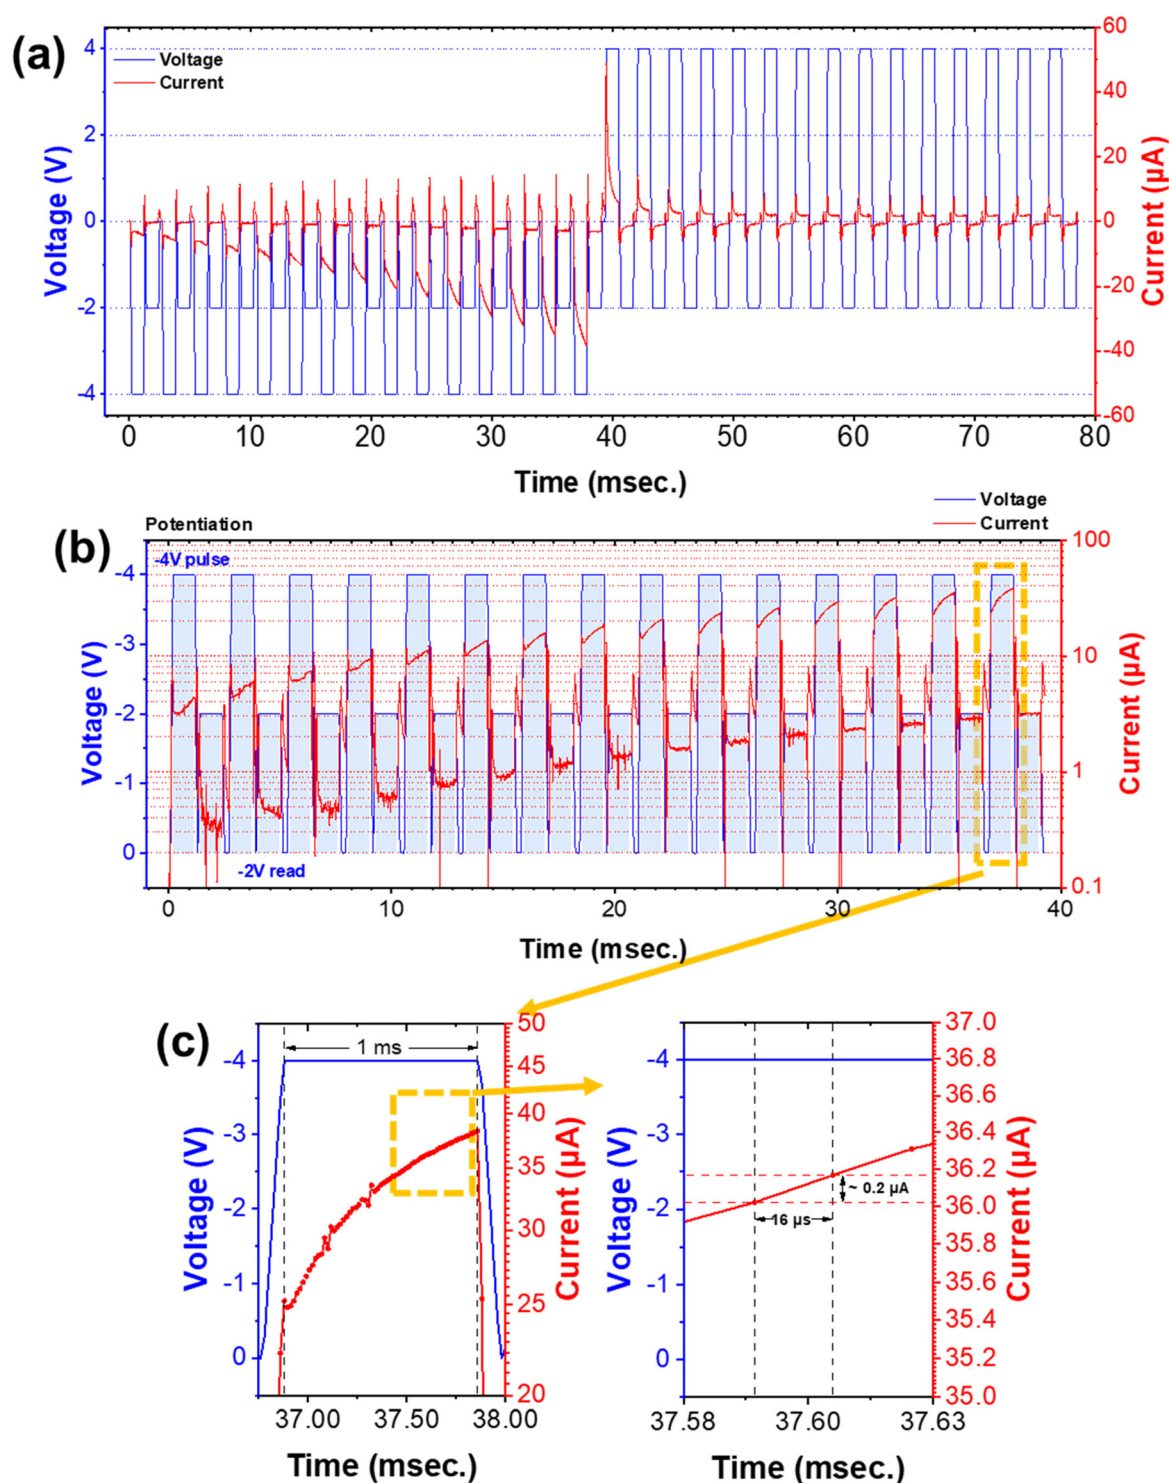 (a)
Voltage
Current
Voltage (V)
4
2
0
-2
-4
60
40
20
0
-20
-40
-60
Current (μA)
0 10 20 30 40 50 60 70 80
Time (msec.)
Voltage
Current
(b)
Potentiation
-4V pulse
-2V read
Voltage (V)
-4
-3
-2
-1
0
100
10
1
0.1
Current (μA)
0 10 20 30 40
Time (msec.)
(c)
1 ms
Voltage (V)
-4
-3
-2
-1
0
50
45
40
35
30
25
20
Current (μA)
37.00 37.50 38.00
Time (msec.)
Voltage (V)
-4
-3
-2
-1
0
~ 0.2 μA
16 μs
37.0
36.8
36.6
36.4
36.2
36.0
35.8
35.6
35.4
35.2
35.0
Current (μA)
37.58 37.60 37.63
Time (msec.)